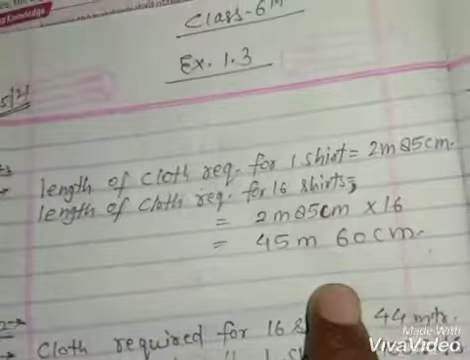 Knowledge
Class-6th
Ex. 1.3
length of cloth req. for 1 shirt = 2m 85cm.
length of cloth req. for 16 shirts =
= 2m 85cm × 16
= 45m 60cm.
Cloth required for 16 44 mtr.
Made With
VivaVideo